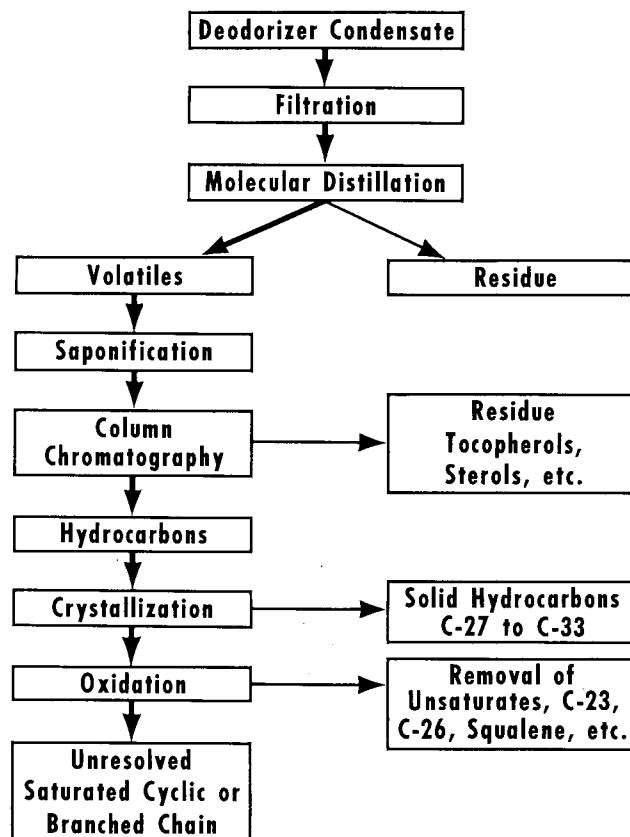 Deodorizer Condensate
Filtration
Molecular Distillation
Volatiles
Residue
Saponification
Column
Chromatography
Residue
Tocopherols,
Sterols, etc.
Hydrocarbons
Crystallization
Solid Hydrocarbons
C-27 to C-33
Oxidation
Removal of
Unsaturates, C-23,
C-26, Squalene, etc.
Unresolved
Saturated Cyclic or
Branched Chain